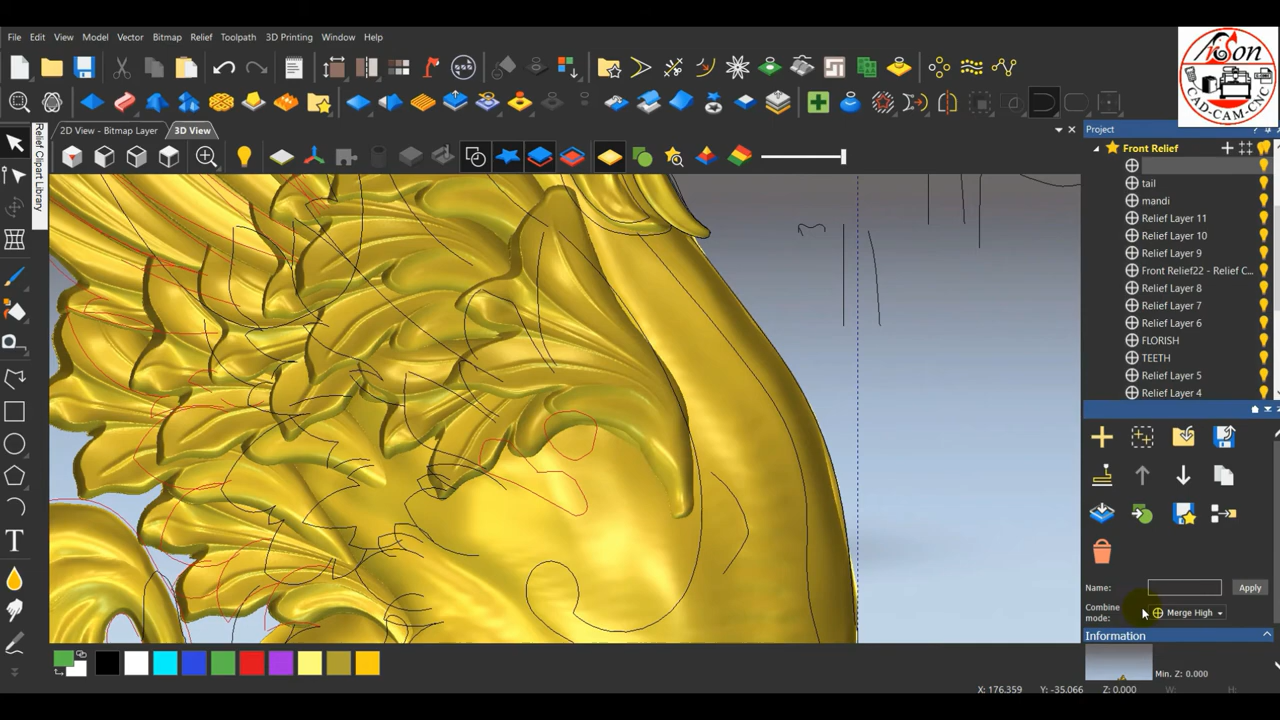 File Edit View Model Vector Bitmap Relief Toolpath 3D Printing Window Help
ArSon
CAD-CAM-CNC
2D View - Bitmap Layer 3D View
Relief Clipart Library
Project
Front Relief
tail
mandi
Relief Layer 11
Relief Layer 10
Relief Layer 9
Front Relief22 - Relief C...
Relief Layer 8
Relief Layer 7
Relief Layer 6
FLORISH
TEETH
Relief Layer 5
Relief Layer 4
Name: Apply
Combine mode: Merge High
Information
Min. Z: 0.000
X: 176.359 Y: -35.066 Z: 0.000 W: H: